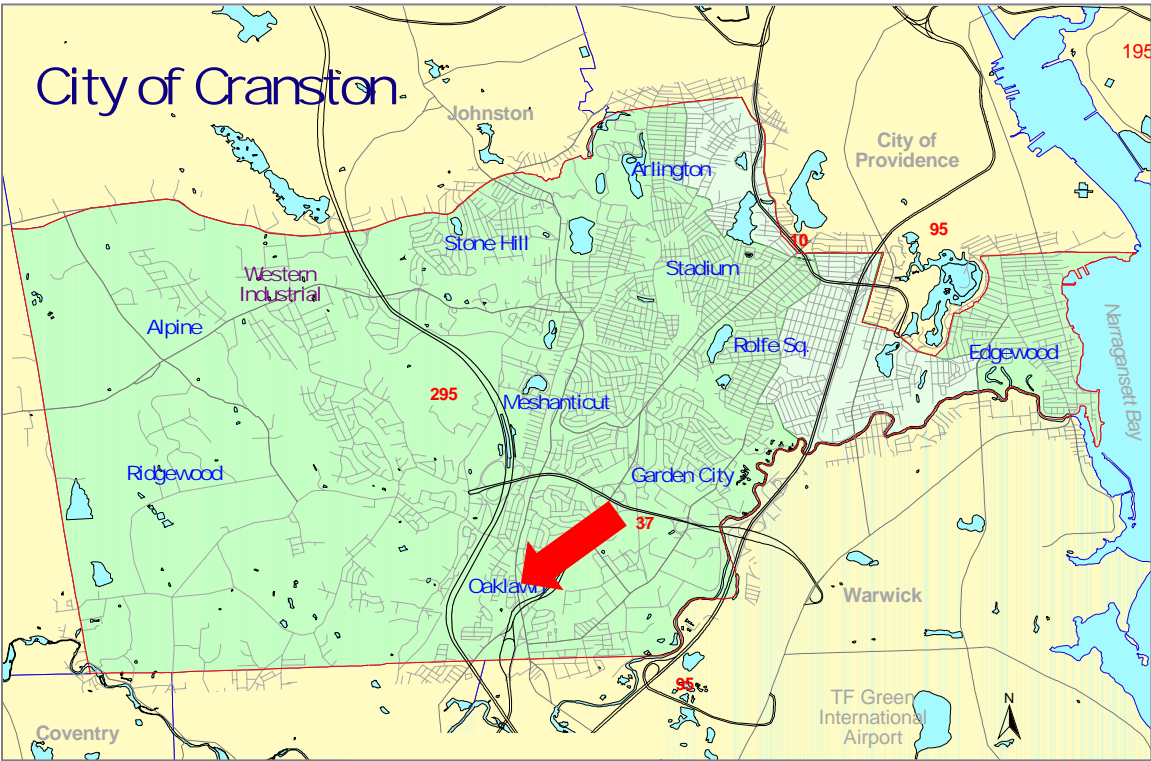 City of Cranston
195
Johnston
City of
Providence
Arlington
10
95
Stone Hill
Stadium
Western
Industrial
Alpine
Rolfe Sq.
Edgewood
Narragansett Bay
295
Meshanticut
Ridgewood
Garden City
37
Oaklawn
Warwick
95
TF Green
International
Airport
N
Coventry